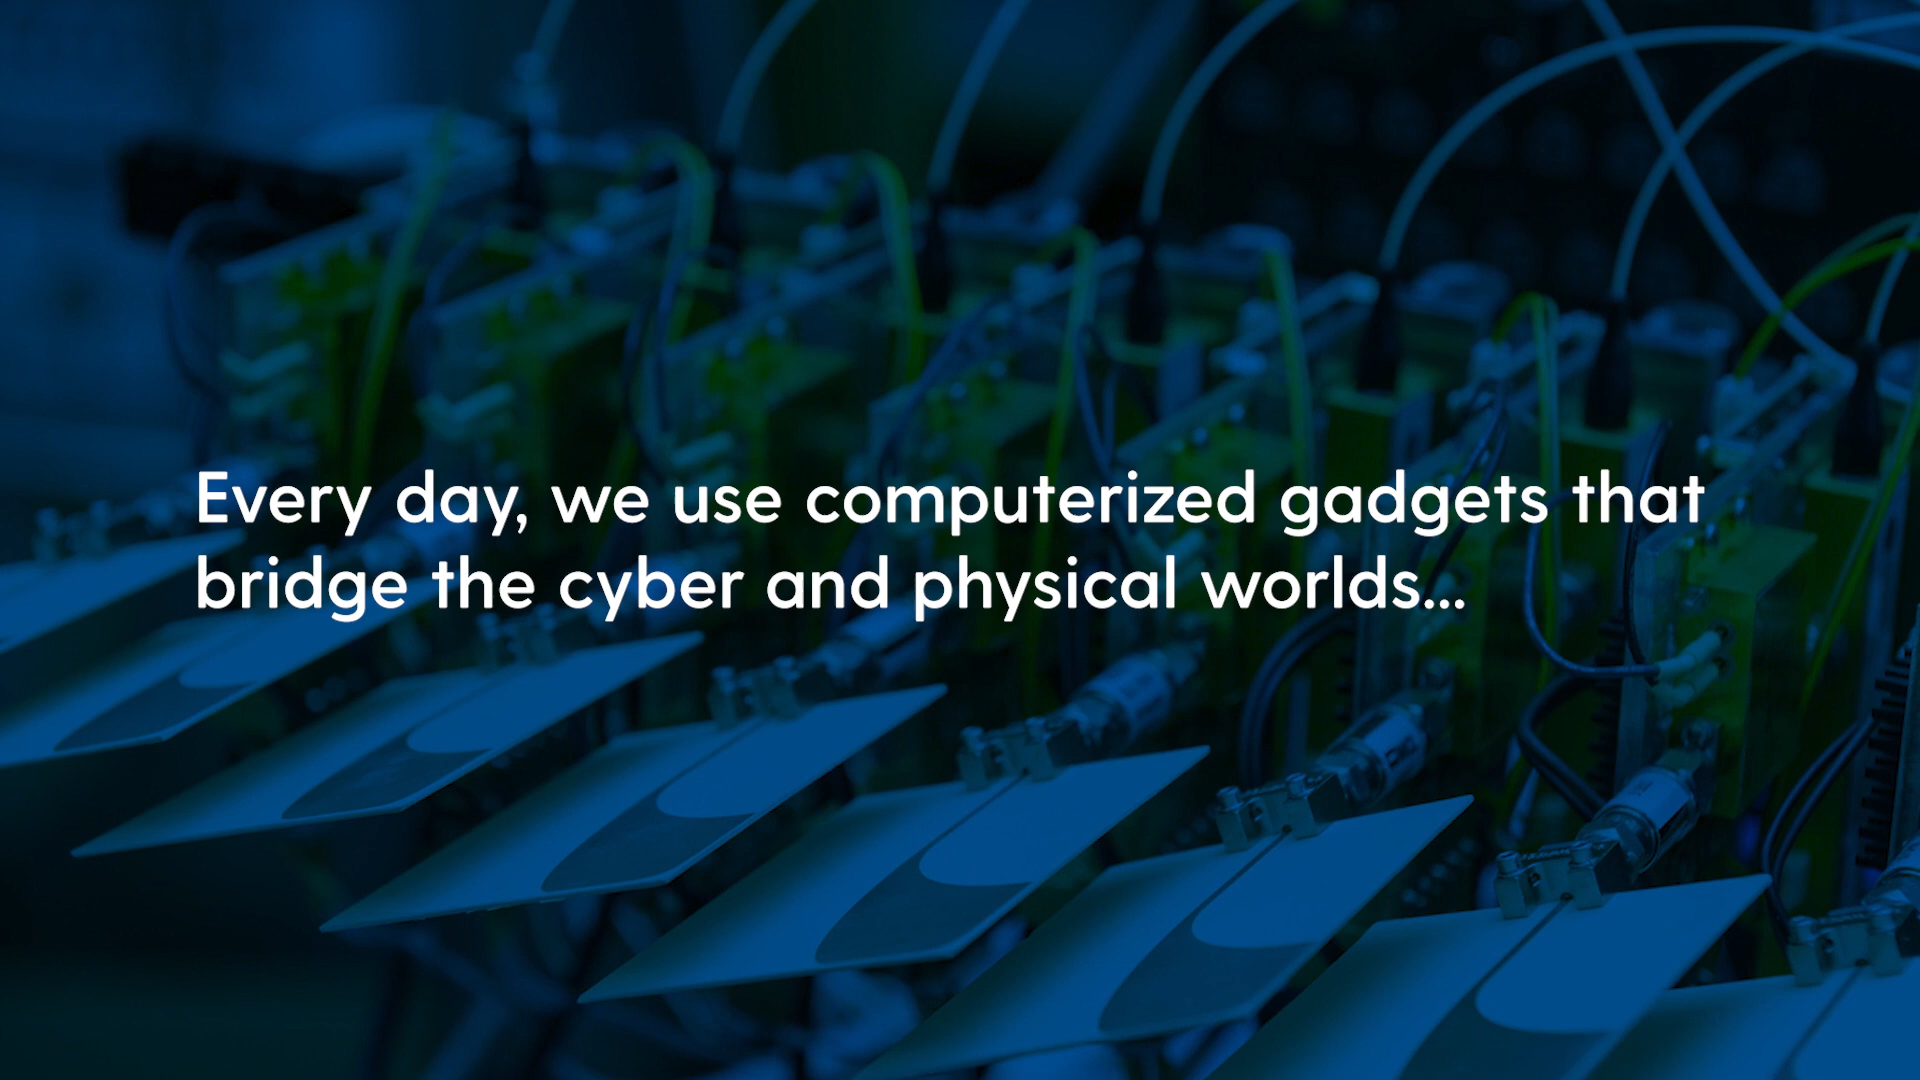 Every day, we use computerized gadgets that
bridge the cyber and physical worlds...